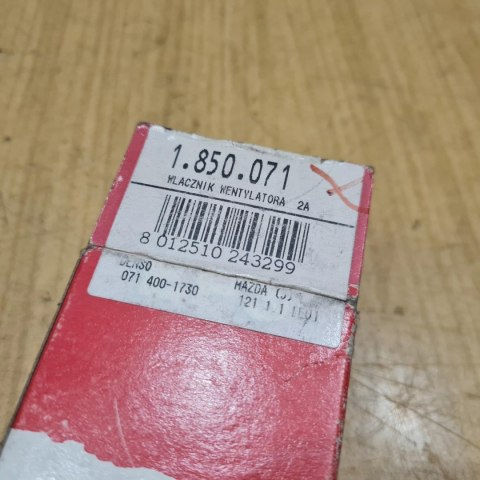 1.850.071
WLACZNIK WENTYLATORA 2A
8 012510 243299
DENSO
071 400-1730
MAZDA (J)
121 1.1